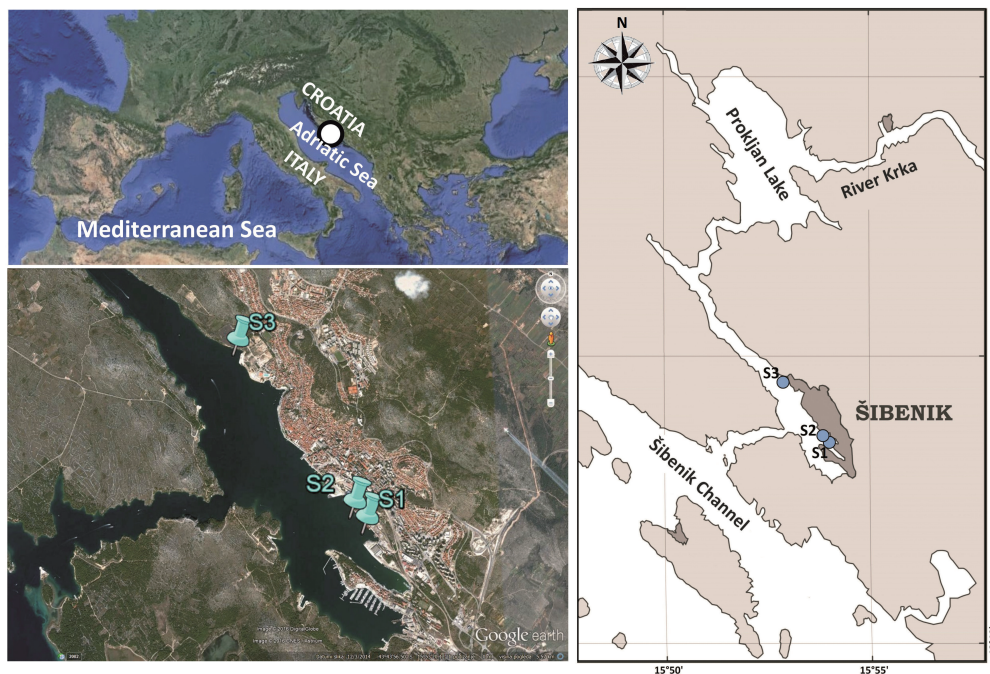 CROATIA
Adriatic Sea
ITALY
Mediterranean Sea
S3
S2
S1
Google earth
N
Prokljan Lake
River Krka
S3
ŠIBENIK
S2
S1
Šibenik Channel
15°50'
15°55'